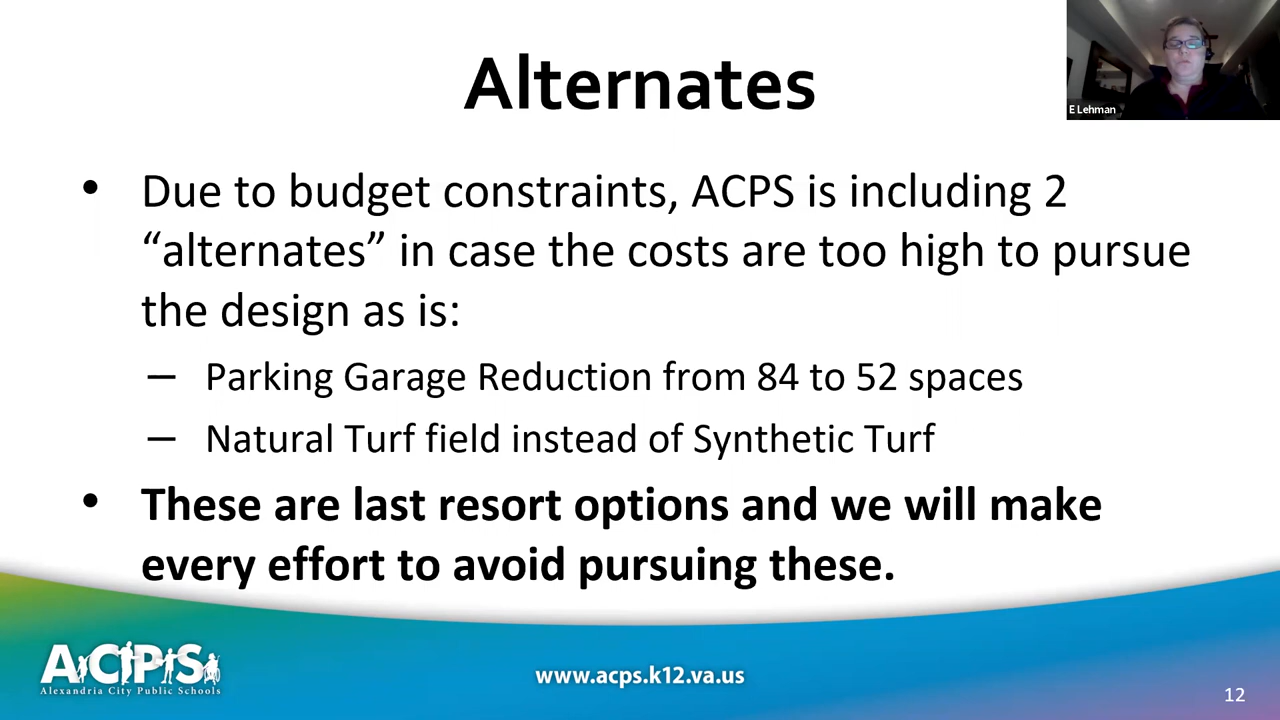 Alternates
E Lehman
• Due to budget constraints, ACPS is including 2
“alternates” in case the costs are too high to pursue
the design as is:
– Parking Garage Reduction from 84 to 52 spaces
– Natural Turf field instead of Synthetic Turf
• These are last resort options and we will make
every effort to avoid pursuing these.
ACPS
Alexandria City Public Schools
www.acps.k12.va.us
12